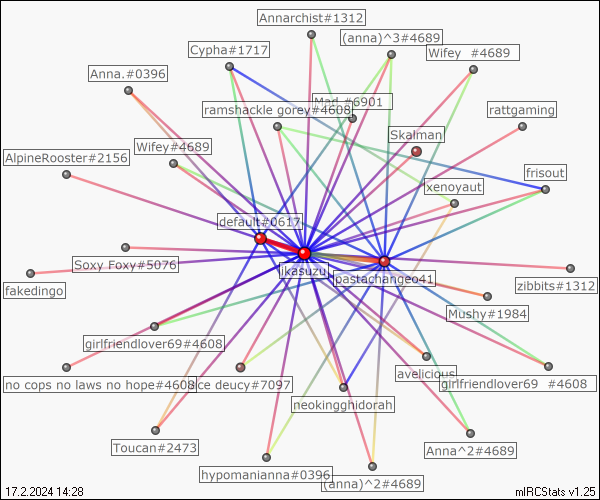 Annarchist#1312
(anna)^3#4689
Cypha#1717
Wifey  #4689
Anna.#0396
Mad #6901
ramshackle gorey#4608
rattgaming
Skalman
Wifey#4689
AlpineRooster#2156
frisout
xenoyaut
default#0617
Soxy Foxy#5076
ikasuzu
pastachangeo41
fakedingo
zibbits#1312
Mushy#1984
girlfriendlover69#4608
avelicious
no cops no laws no hope#4608
ce deucy#7097
girlfriendlover69  #4608
neokingghidorah
Toucan#2473
Anna^2#4689
hypomanianna#0396
(anna)^2#4689
17.2.2024 14:28
mIRCStats v1.25